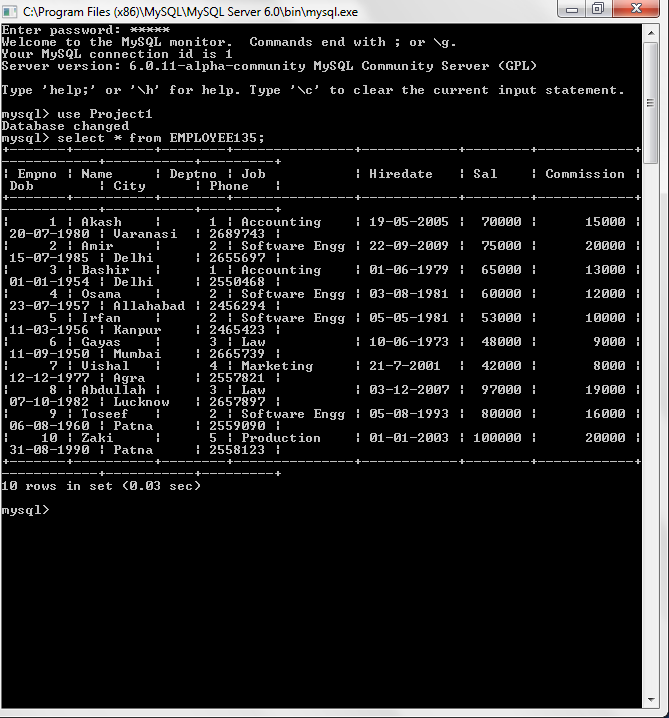 C:\Program Files (x86)\MySQL\MySQL Server 6.0\bin\mysql.exe
Enter password: *****
Welcome to the MySQL monitor.  Commands end with ; or \g.
Your MySQL connection id is 1
Server version: 6.0.11-alpha-community MySQL Community Server (GPL)
Type 'help;' or '\h' for help. Type '\c' to clear the current input statement.
mysql> use Project1
Database changed
mysql> select * from EMPLOYEE135;
+--------+-----------+--------+---------------+-------------+--------+------------+
------------+-----------+---------+
| Empno | Name      | Deptno | Job           | Hiredate   | Sal    | Commission |
Dob        | City      | Phone   |
+--------+-----------+--------+---------------+-------------+--------+------------+
------------+-----------+---------+
|     1 | Akash     |      1 | Accounting    | 19-05-2005 |  70000 |      15000 |
20-07-1980 | Varanasi  | 2689743 |
|     2 | Amir      |      2 | Software Engg | 22-09-2009 |  75000 |      20000 |
15-07-1985 | Delhi     | 2655697 |
|     3 | Bashir    |      1 | Accounting    | 01-06-1979 |  65000 |      13000 |
01-01-1954 | Delhi     | 2550468 |
|     4 | Osama     |      2 | Software Engg | 03-08-1981 |  60000 |      12000 |
23-07-1957 | Allahabad | 2456294 |
|     5 | Irfan     |      2 | Software Engg | 05-05-1981 |  53000 |      10000 |
11-03-1956 | Kanpur    | 2465423 |
|     6 | Gayas     |      3 | Law           | 10-06-1973 |  48000 |       9000 |
11-09-1950 | Mumbai    | 2665739 |
|     7 | Vishal    |      4 | Marketing     | 21-7-2001  |  42000 |       8000 |
12-12-1977 | Agra      | 2557821 |
|     8 | Abdullah  |      3 | Law           | 03-12-2007 |  97000 |      19000 |
07-10-1982 | Lucknow   | 2657897 |
|     9 | Toseef    |      2 | Software Engg | 05-08-1993 |  80000 |      16000 |
06-08-1960 | Patna     | 2559090 |
|    10 | Zaki      |      5 | Production    | 01-01-2003 | 100000 |      20000 |
31-08-1990 | Patna     | 2558123 |
+--------+-----------+--------+---------------+-------------+--------+------------+
------------+-----------+---------+
10 rows in set (0.03 sec)
mysql>